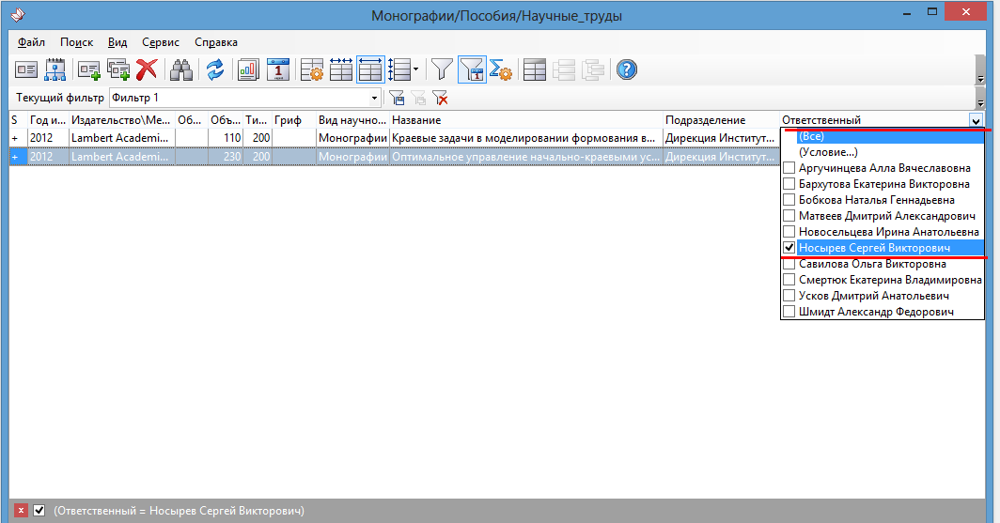 Монографии/Пособия/Научные_труды
Файл Поиск Вид Сервис Справка
Текущий фильтр Фильтр 1
S Год и... Издательство\Ме... Об... Объ... Ти... Гриф Вид научно... Название Подразделение Ответственный
+ 2012 Lambert Academi... 110 200 Монографии Краевые задачи в моделировании формования в... Дирекция Институт...
+ 2012 Lambert Academi... 230 200 Монографии Оптимальное управление начально-краевыми ус... Дирекция Институт...
(Все)
(Условие...)
Аргучинцева Алла Вячеславовна
Бархутова Екатерина Викторовна
Бобкова Наталья Геннадьевна
Матвеев Дмитрий Александрович
Новосельцева Ирина Анатольевна
Носырев Сергей Викторович
Савилова Ольга Викторовна
Смертюк Екатерина Владимировна
Усков Дмитрий Анатольевич
Шмидт Александр Федорович
(Ответственный = Носырев Сергей Викторович)